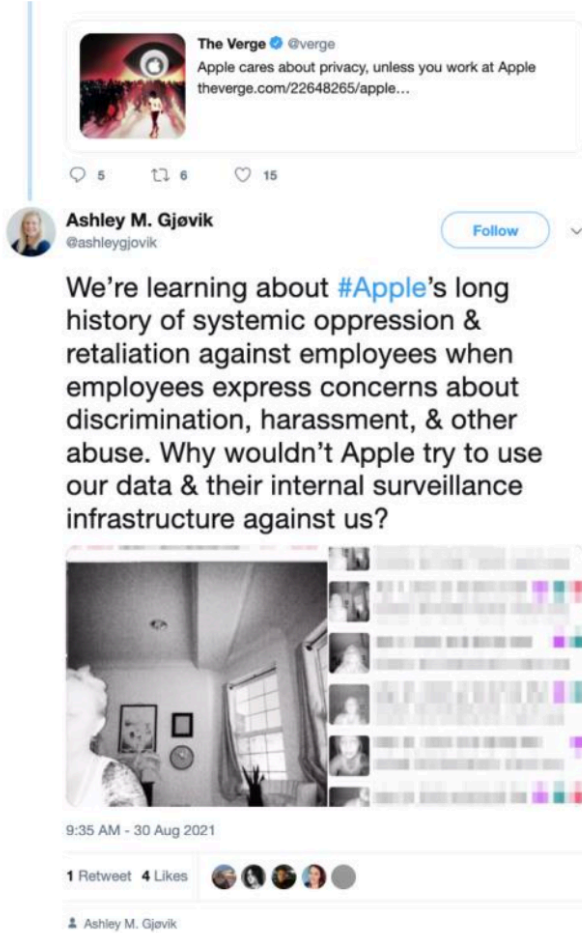 The Verge @verge
Apple cares about privacy, unless you work at Apple
theverge.com/22648265/apple...
5 6 15
Ashley M. Gjøvik
@ashleygjovik
Follow
We’re learning about #Apple’s long
history of systemic oppression &
retaliation against employees when
employees express concerns about
discrimination, harassment, & other
abuse. Why wouldn’t Apple try to use
our data & their internal surveillance
infrastructure against us?
9:35 AM - 30 Aug 2021
1 Retweet 4 Likes
Ashley M. Gjøvik